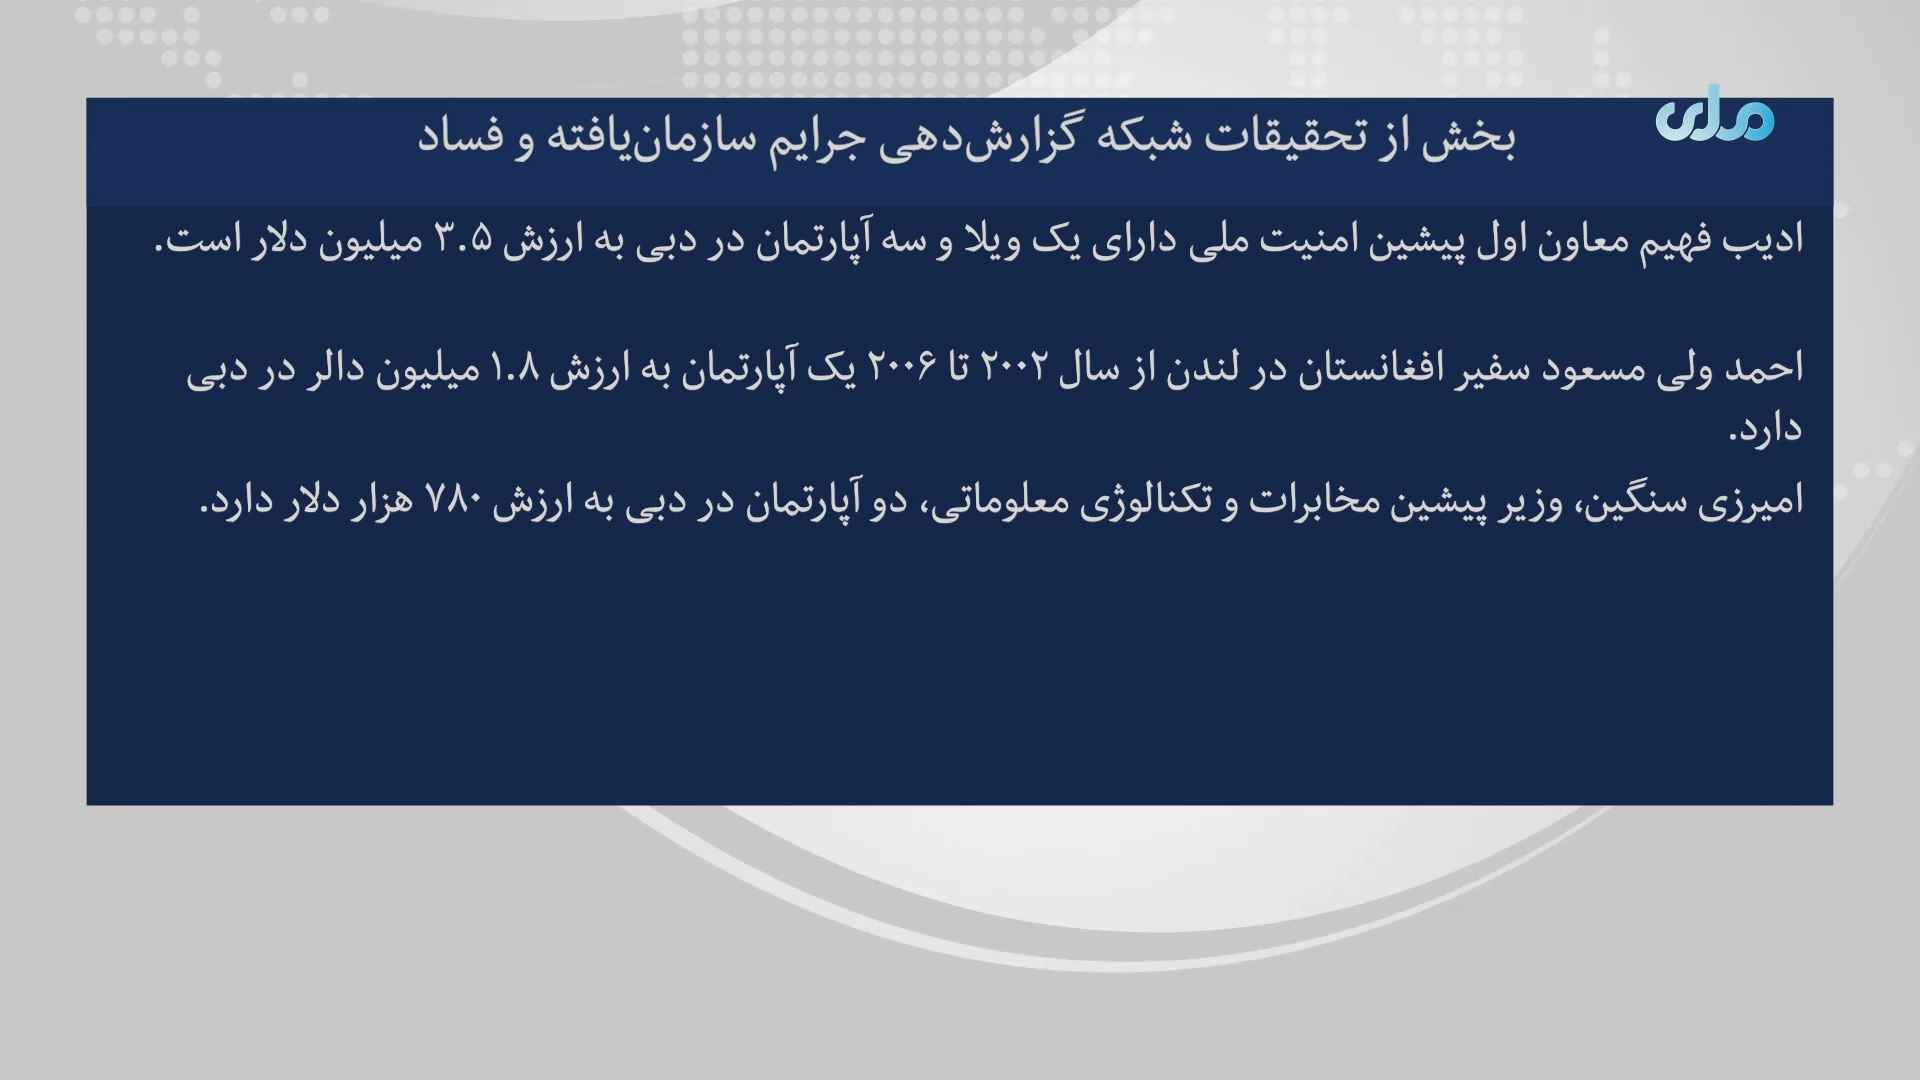 ملی
بخش از تحقیقات شبکه گزارش‌دهی جرایم سازمان‌یافته و فساد
ادیب فهیم معاون اول پیشین امنیت ملی دارای یک ویلا و سه آپارتمان در دبی به ارزش ۳.۵ میلیون دلار است.
احمد ولی مسعود سفیر افغانستان در لندن از سال ۲۰۰۲ تا ۲۰۰۶ یک آپارتمان به ارزش ۱.۸ میلیون دالر در دبی
دارد.
امیرزی سنگین، وزیر پیشین مخابرات و تکنالوژی معلوماتی، دو آپارتمان در دبی به ارزش ۷۸۰ هزار دلار دارد.